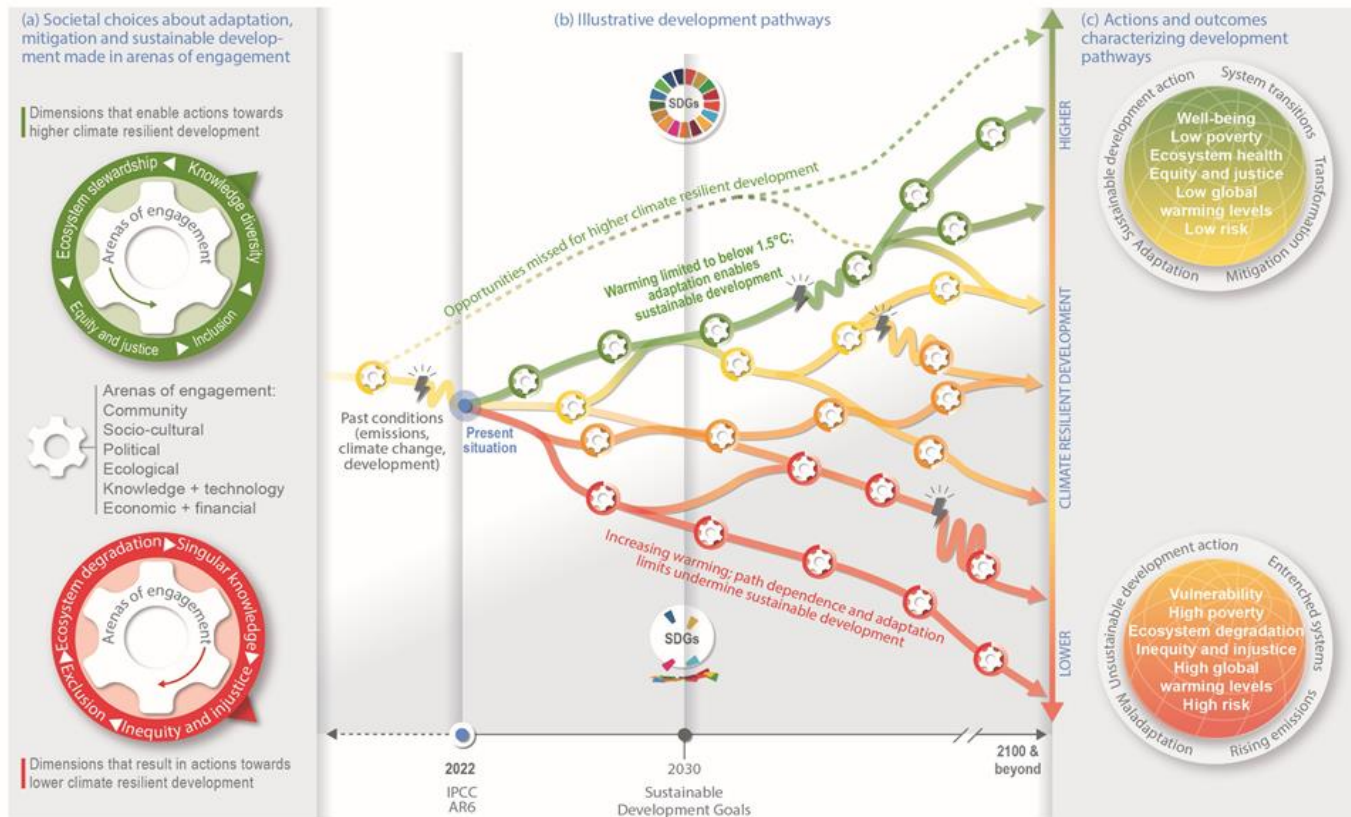 (a) Societal choices about adaptation,
mitigation and sustainable develop-
ment made in arenas of engagement
Dimensions that enable actions towards
higher climate resilient development
Ecosystem stewardship
Knowledge diversity
Equity and justice
Inclusion
Arenas of engagement
Arenas of engagement:
Community
Socio-cultural
Political
Ecological
Knowledge + technology
Economic + financial
Ecosystem degradation
Singular knowledge
Exclusion
Inequity and injustice
Arenas of engagement
Dimensions that result in actions towards
lower climate resilient development
(b) Illustrative development pathways
SDGs
Opportunities missed for higher climate resilient development
Warming limited to below 1.5°C;
adaptation enables
sustainable development
Past conditions
(emissions,
climate change,
development)
Present
situation
Increasing warming; path dependence and adaptation
limits undermine sustainable development
SDGs
2022
IPCC
AR6
2030
Sustainable
Development Goals
2100 &
beyond
HIGHER
CLIMATE RESILIENT DEVELOPMENT
LOWER
(c) Actions and outcomes
characterizing development
pathways
Sustainable development action
System transitions
Transformation
Mitigation
Adaptation
Well-being
Low poverty
Ecosystem health
Equity and justice
Low global
warming levels
Low risk
Unsustainable development action
Entrenched systems
Rising emissions
Maladaptation
Vulnerability
High poverty
Ecosystem degradation
Inequity and injustice
High global
warming levels
High risk